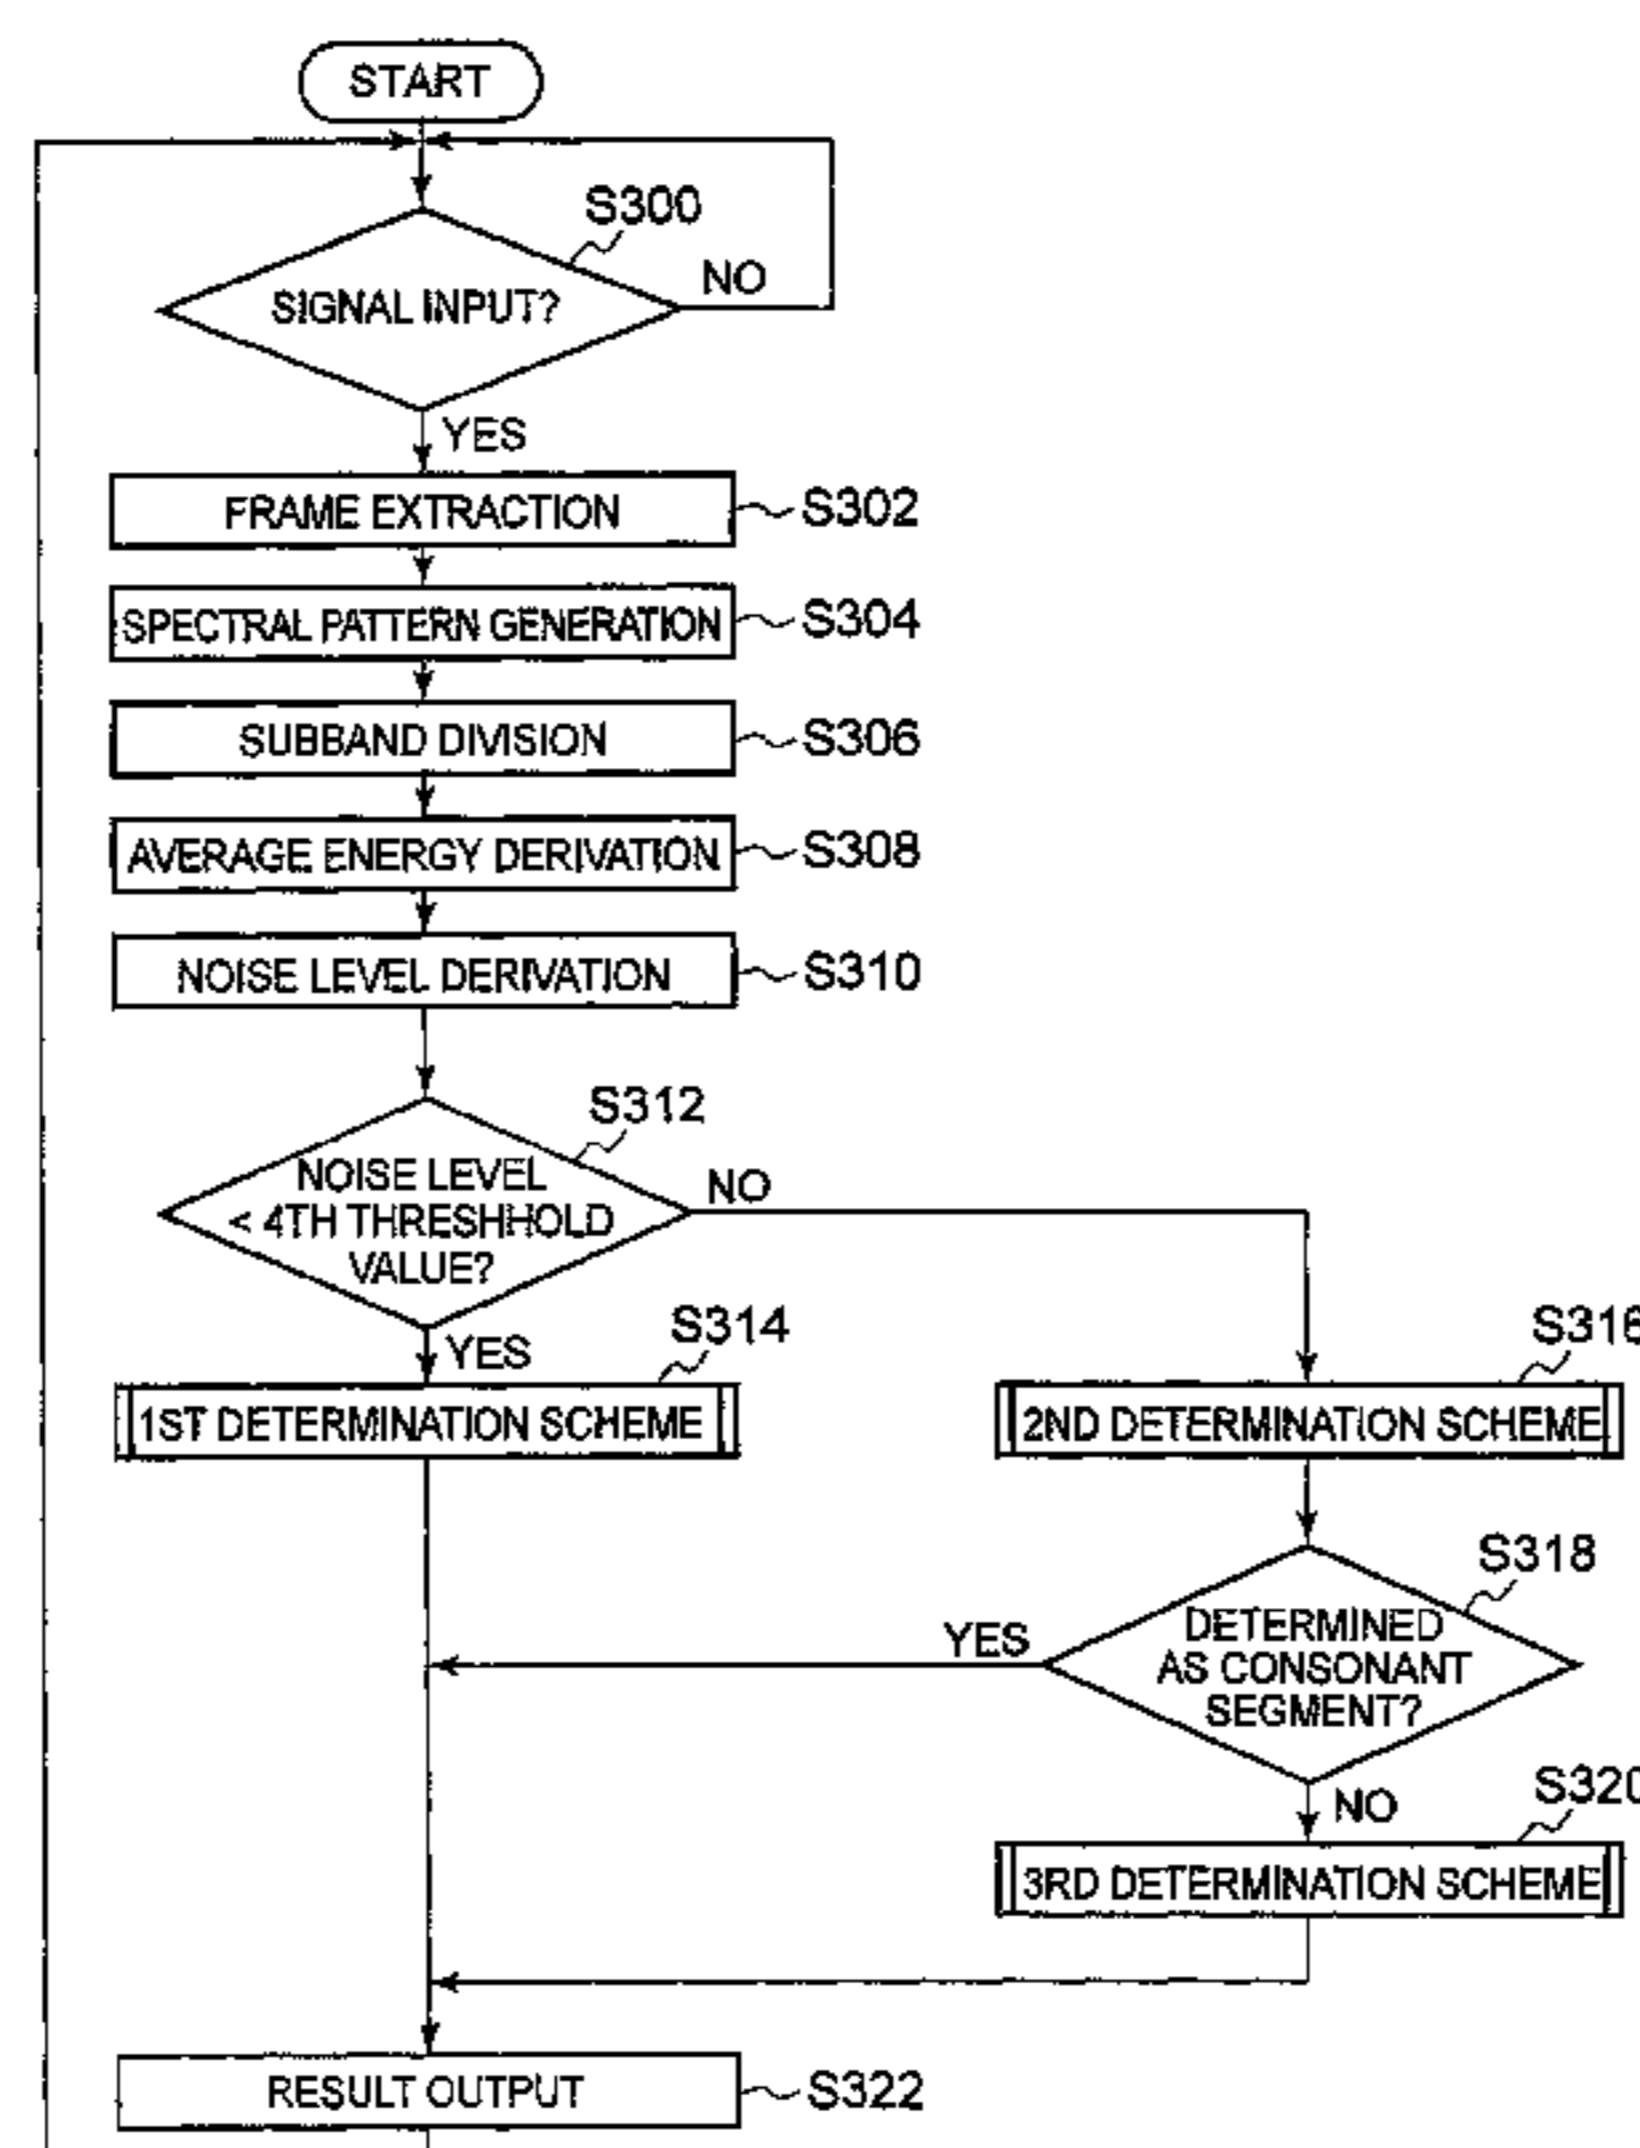 START
S300
SIGNAL INPUT?
NO
YES
FRAME EXTRACTION
S302
SPECTRAL PATTERN GENERATION
S304
SUBBAND DIVISION
S306
AVERAGE ENERGY DERIVATION
S308
NOISE LEVEL DERIVATION
S310
S312
NOISE LEVEL
< 4TH THRESHHOLD
VALUE?
NO
YES
S314
S316
1ST DETERMINATION SCHEME
2ND DETERMINATION SCHEME
S318
DETERMINED
AS CONSONANT
SEGMENT?
YES
NO
S320
3RD DETERMINATION SCHEME
RESULT OUTPUT
S322